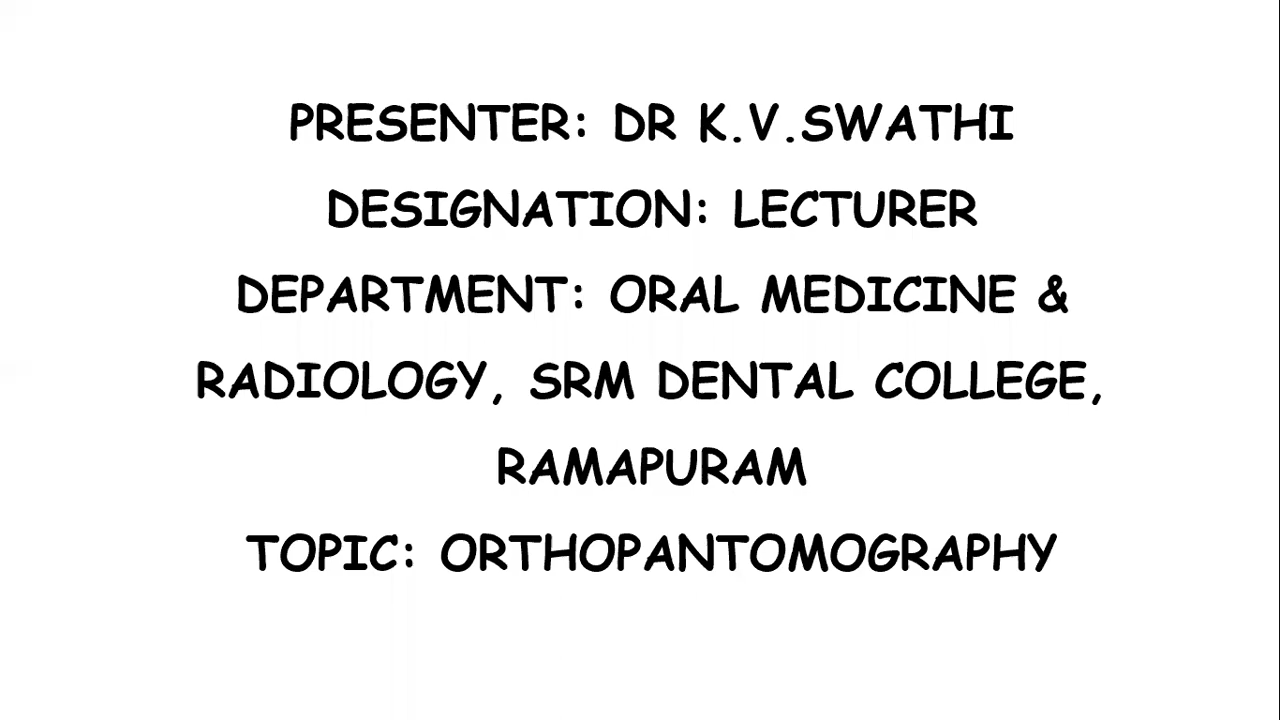 PRESENTER: DR K.V.SWATHI
DESIGNATION: LECTURER
DEPARTMENT: ORAL MEDICINE &
RADIOLOGY, SRM DENTAL COLLEGE,
RAMAPURAM
TOPIC: ORTHOPANTOMOGRAPHY